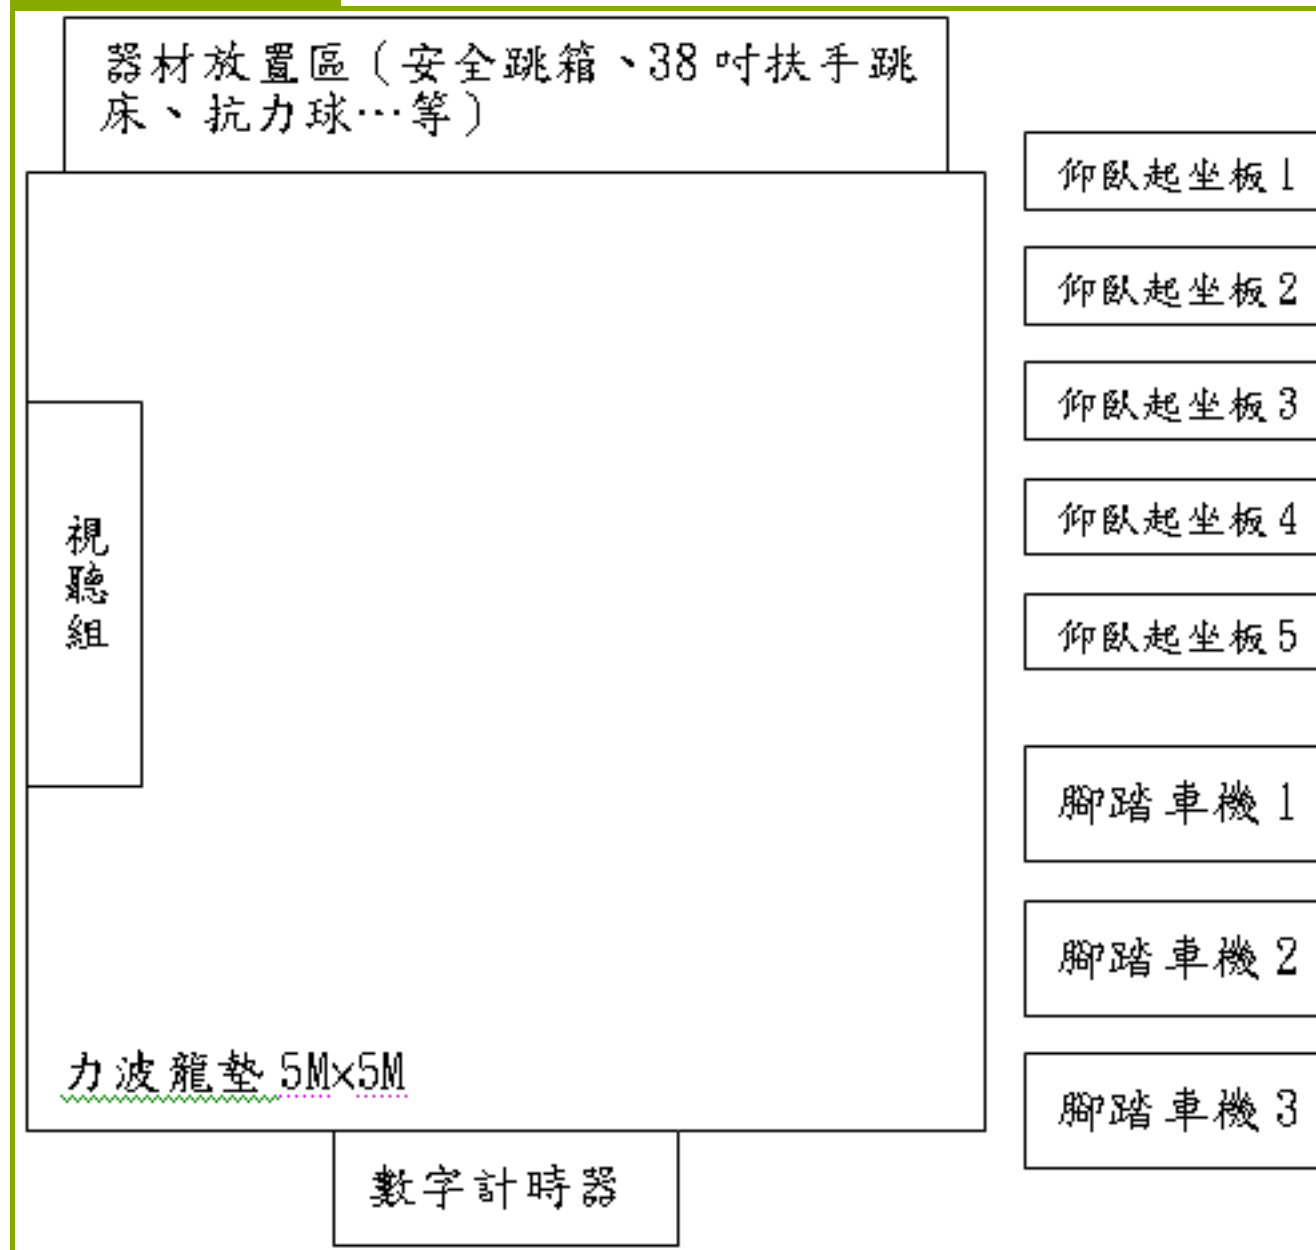 器材放置區（安全跳箱、38吋扶手跳
床、抗力球…等）
仰臥起坐板1
仰臥起坐板2
仰臥起坐板3
仰臥起坐板4
仰臥起坐板5
視
聽
組
腳踏車機1
腳踏車機2
腳踏車機3
力波龍墊5M×5M
數字計時器